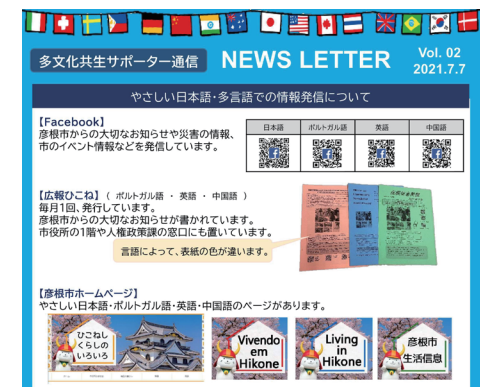 多文化共生サポーター通信
NEWS LETTER
Vol. 02
2021.7.7
やさしい日本語・多言語での情報発信について
【Facebook】
彦根市からの大切なお知らせや災害の情報、
市のイベント情報などを発信しています。
日本語 ポルトガル語 英語 中国語
【広報ひこね】（ ポルトガル語 ・ 英語 ・ 中国語 ）
毎月1回、発行しています。
彦根市からの大切なお知らせが書かれています。
市役所の1階や人権政策課の窓口にも置いています。
言語によって、表紙の色が違います。
【彦根市ホームページ】
やさしい日本語・ポルトガル語・英語・中国語のページがあります。
ひこねし
くらしの
いろいろ
Vivendo
em
Hikone
Living
in
Hikone
彦根市
生活信息